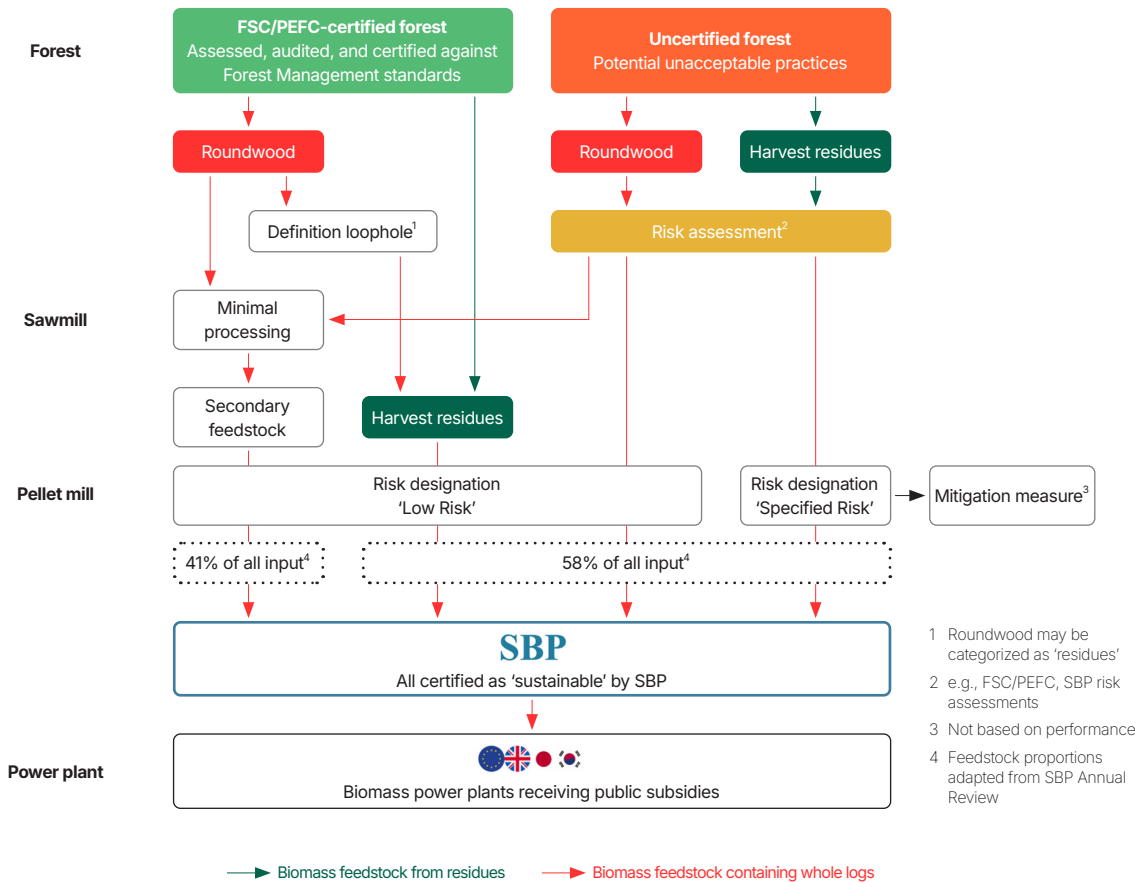 Forest
FSC/PEFC-certified forest
Assessed, audited, and certified against
Forest Management standards
Uncertified forest
Potential unacceptable practices
Roundwood
Roundwood
Harvest residues
Definition loophole1
Risk assessment2
Sawmill
Minimal
processing
Secondary
feedstock
Harvest residues
Pellet mill
Risk designation
‘Low Risk’
Risk designation
‘Specified Risk’
Mitigation measure3
41% of all input4
58% of all input4
SBP
All certified as ‘sustainable’ by SBP
1 Roundwood may be
categorized as ‘residues’
2 e.g., FSC/PEFC, SBP risk
assessments
3 Not based on performance
4 Feedstock proportions
adapted from SBP Annual
Review
Power plant
Biomass power plants receiving public subsidies
Biomass feedstock from residues
Biomass feedstock containing whole logs